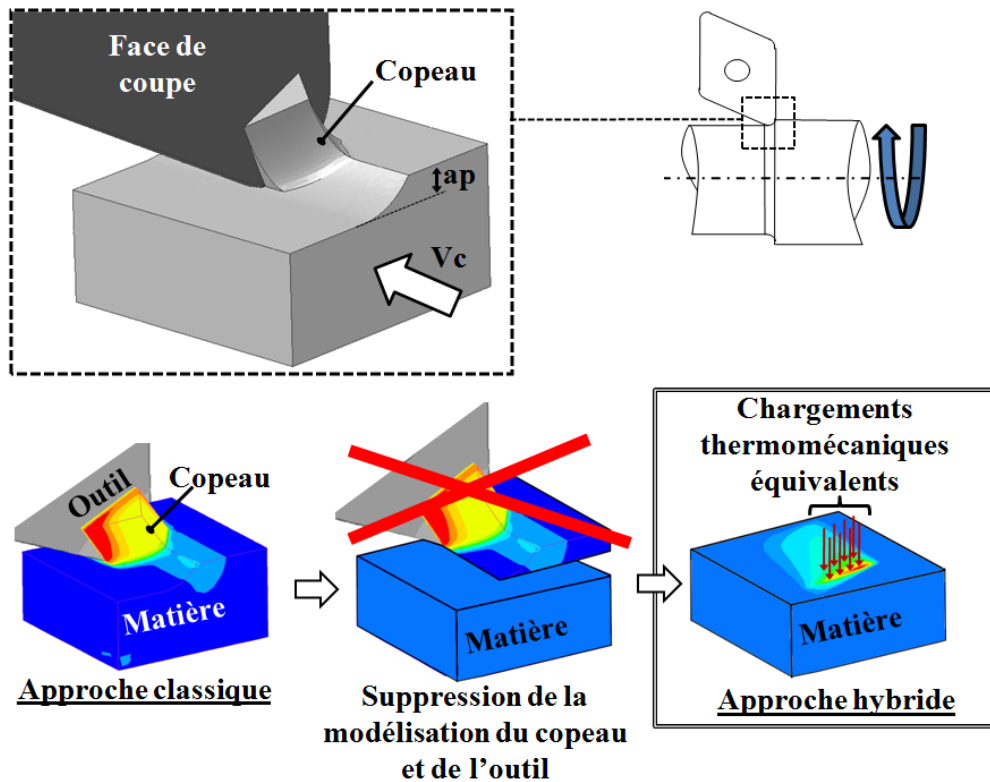 Face de
coupe
Copeau
ap
Vc
Outil
Copeau
Matière
Approche classique
Matière
Suppression de la
modélisation du copeau
et de l’outil
Chargements
thermomécaniques
équivalents
Matière
Approche hybride